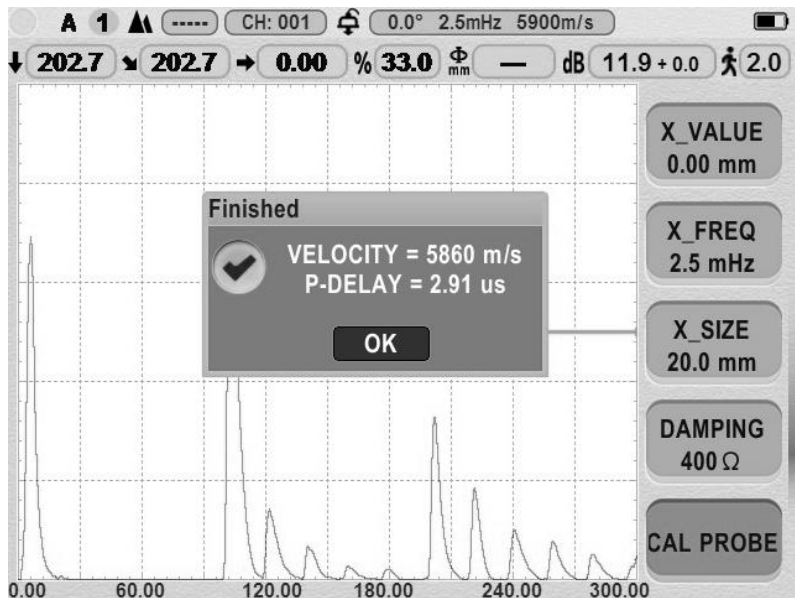 A 1 ----- CH: 001 0.0° 2.5mHz 5900m/s
202.7 202.7 0.00 % 33.0 Φ mm — dB 11.9 + 0.0 2.0
X_VALUE
0.00 mm
Finished
VELOCITY = 5860 m/s
P-DELAY = 2.91 us
OK
X_FREQ
2.5 mHz
X_SIZE
20.0 mm
DAMPING
400 Ω
CAL PROBE
0.00 60.00 120.00 180.00 240.00 300.00